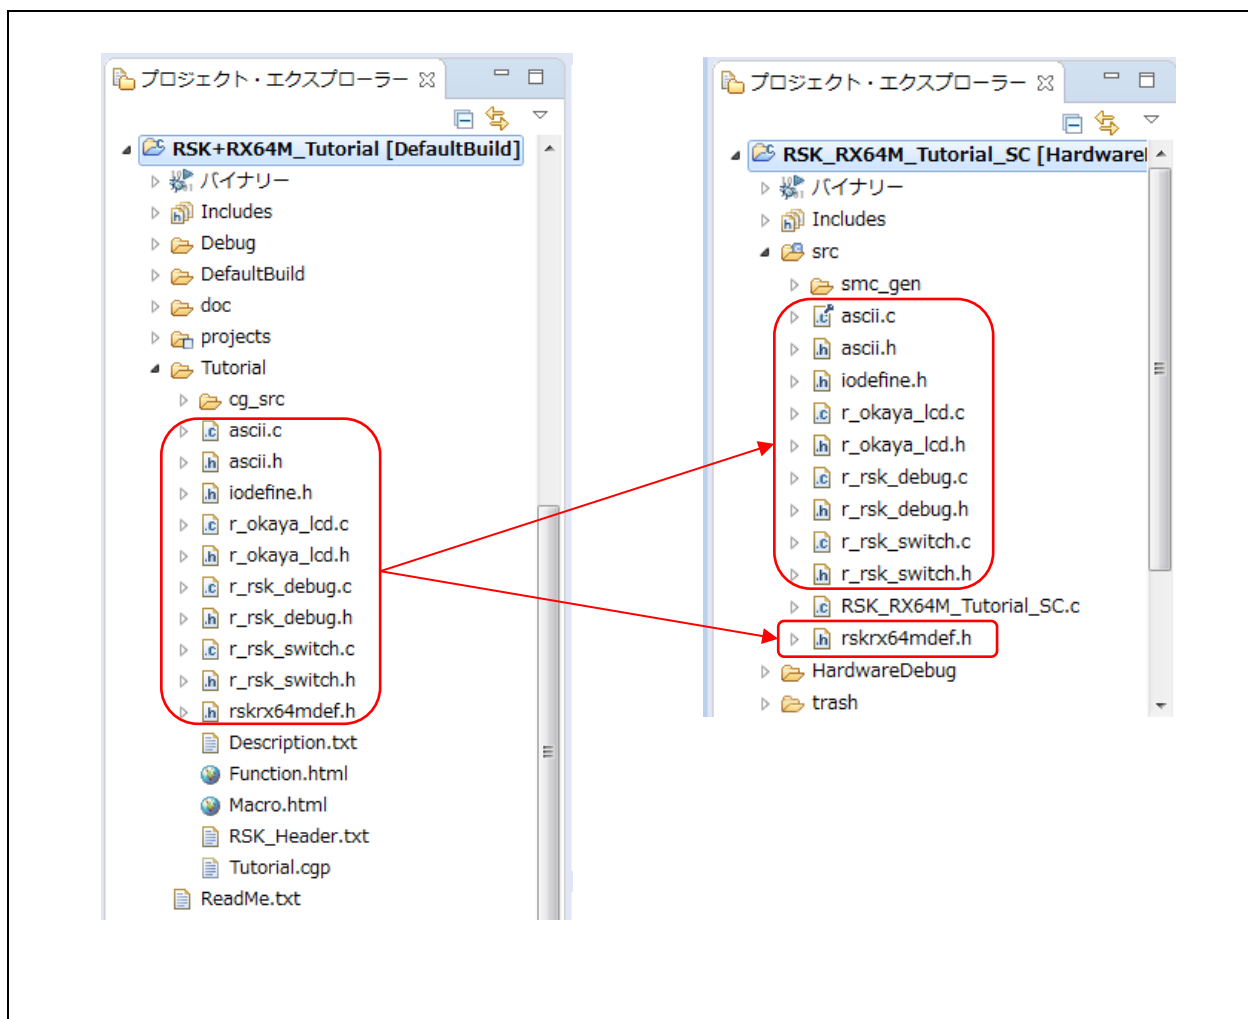 プロジェクト・エクスプローラー
RSK+RX64M_Tutorial [DefaultBuild]
バイナリー
Includes
Debug
DefaultBuild
doc
projects
Tutorial
cg_src
ascii.c
ascii.h
iodefine.h
r_okaya_lcd.c
r_okaya_lcd.h
r_rsk_debug.c
r_rsk_debug.h
r_rsk_switch.c
r_rsk_switch.h
rskrx64mdef.h
Description.txt
Function.html
Macro.html
RSK_Header.txt
Tutorial.cgp
ReadMe.txt
プロジェクト・エクスプローラー
RSK_RX64M_Tutorial_SC [Hardware
バイナリー
Includes
src
smc_gen
ascii.c
ascii.h
iodefine.h
r_okaya_lcd.c
r_okaya_lcd.h
r_rsk_debug.c
r_rsk_debug.h
r_rsk_switch.c
r_rsk_switch.h
RSK_RX64M_Tutorial_SC.c
rskrx64mdef.h
HardwareDebug
trash